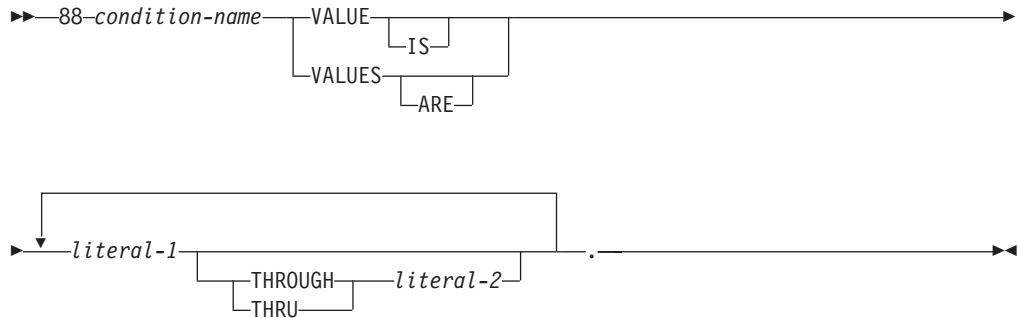 88 condition-name VALUE
IS
VALUES
ARE
literal-1 .
THROUGH literal-2
THRU